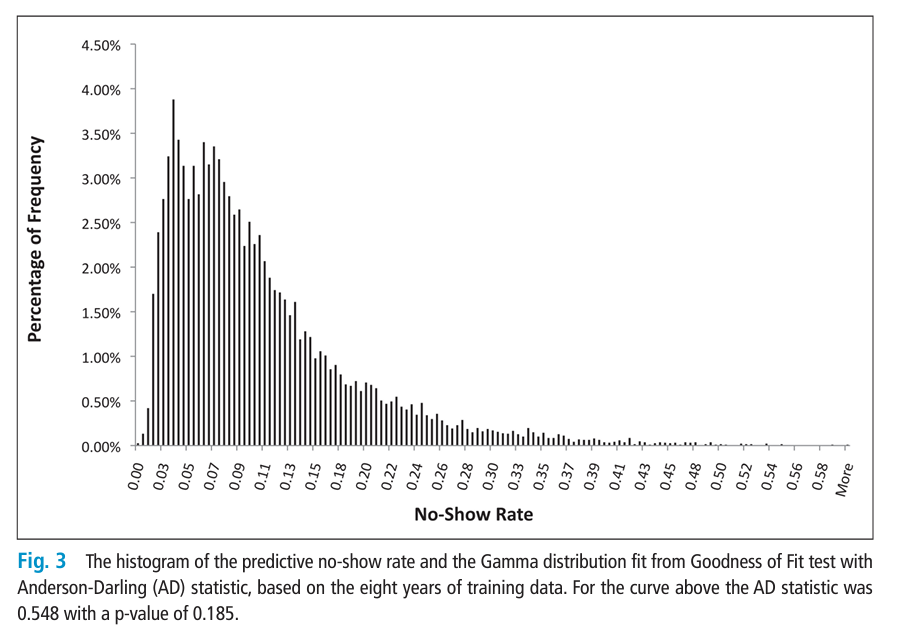 4.50%
4.00%
3.50%
3.00%
2.50%
2.00%
1.50%
1.00%
0.50%
0.00%
Percentage of Frequency
0.00 0.03 0.05 0.07 0.09 0.11 0.13 0.15 0.18 0.20 0.22 0.24 0.26 0.28 0.30 0.33 0.35 0.37 0.39 0.41 0.43 0.45 0.48 0.50 0.52 0.54 0.56 0.58 More
No-Show Rate
Fig. 3 The histogram of the predictive no-show rate and the Gamma distribution fit from Goodness of Fit test with
Anderson-Darling (AD) statistic, based on the eight years of training data. For the curve above the AD statistic was
0.548 with a p-value of 0.185.